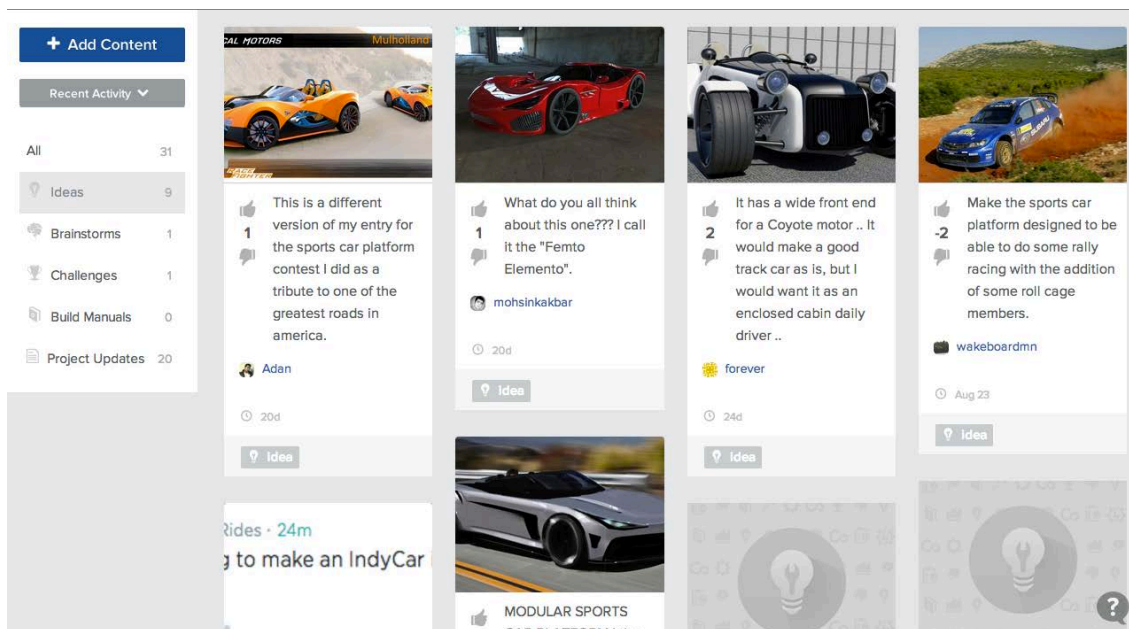 + Add Content
Recent Activity
All 31
Ideas 9
Brainstorms 1
Challenges 1
Build Manuals 0
Project Updates 20
CAL MOTORS Mulholland
RACE
FIGHTER
1
This is a different
version of my entry for
the sports car platform
contest I did as a
tribute to one of the
greatest roads in
america.
Adan
20d
Idea
Rides · 24m
g to make an IndyCar
1
What do you all think
about this one??? I call
it the "Femto
Elemento".
mohsinkakbar
20d
Idea
MODULAR SPORTS
2
It has a wide front end
for a Coyote motor .. It
would make a good
track car as is, but I
would want it as an
enclosed cabin daily
driver ..
forever
24d
Idea
SUBARU
-2
Make the sports car
platform designed to be
able to do some rally
racing with the addition
of some roll cage
members.
wakeboardmn
Aug 23
Idea
?